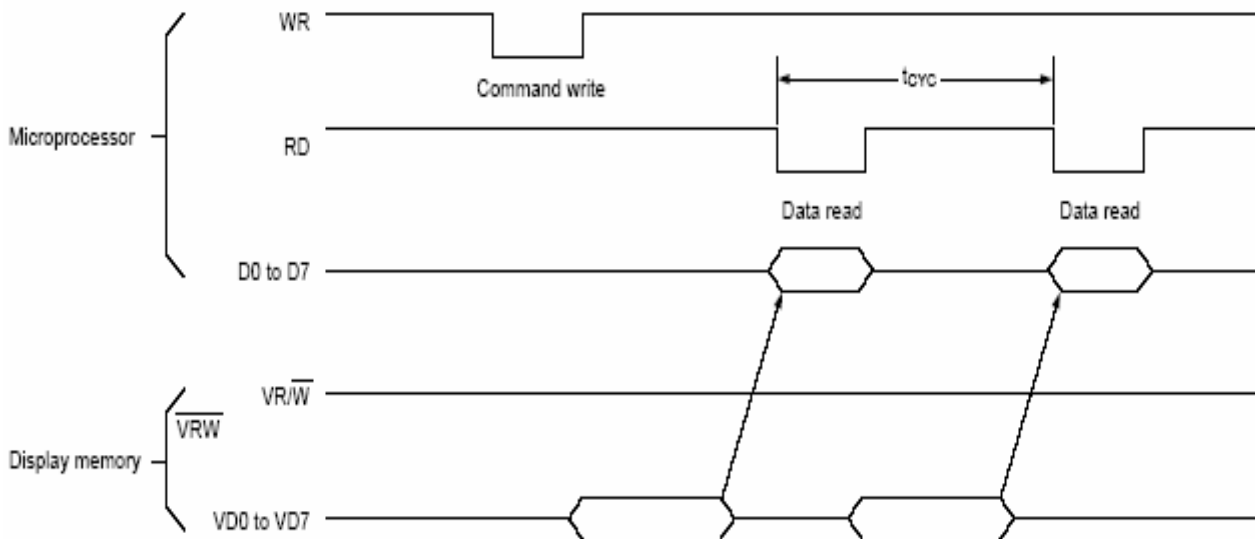 WR
Command write
tCYC
Microprocessor
RD
Data read Data read
D0 to D7
VR/W̅
V̅R̅W̅
Display memory
VD0 to VD7